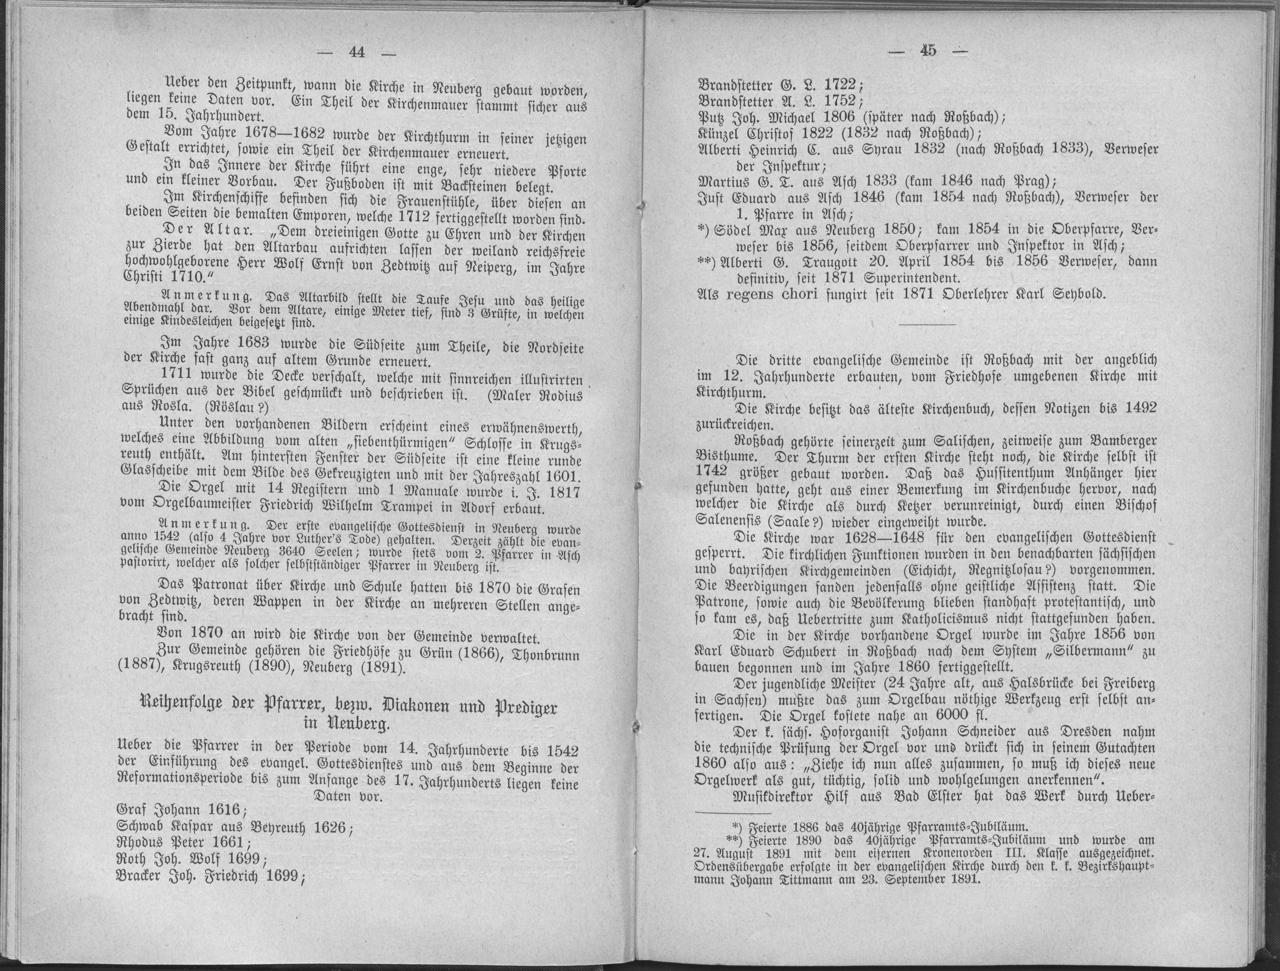 — 44 —
Ueber den Zeitpunkt, wann die Kirche in Neuberg gebaut worden,
liegen keine Daten vor. Ein Theil der Kirchenmauer stammt sicher aus
dem 15. Jahrhundert.
Vom Jahre 1678—1682 wurde der Kirchthurm in seiner jetzigen
Gestalt errichtet, sowie ein Theil der Kirchenmauer erneuert.
In das Innere der Kirche führt eine enge, sehr niedere Pforte
und ein kleiner Vorbau. Der Fußboden ist mit Backsteinen belegt.
Im Kirchenschiffe befinden sich die Frauenstühle, über diesen an
beiden Seiten die bemalten Emporen, welche 1712 fertiggestellt worden sind.
Der Altar. „Dem dreieinigen Gotte zu Ehren und der Kirchen
zur Zierde hat den Altarbau aufrichten lassen der weiland reichsfreie
hochwohlgeborene Herr Wolf Ernst von Zedtwitz auf Neiperg, im Jahre
Christi 1710.“
Anmerkung. Das Altarbild stellt die Taufe Jesu und das heilige
Abendmahl dar. Vor dem Altare, einige Meter tief, sind 3 Grüfte, in welchen
einige Kindesleichen beigesetzt sind.
Im Jahre 1683 wurde die Südseite zum Theile, die Nordseite
der Kirche fast ganz auf altem Grunde erneuert.
1711 wurde die Decke verschalt, welche mit sinnreichen illustrirten
Sprüchen aus der Bibel geschmückt und beschrieben ist. (Maler Nodius
aus Rosla. (Röslau?)
Unter den vorhandenen Bildern erscheint eines erwähnenswerth,
welches eine Abbildung vom alten „siebenthürmigen“ Schlosse in Krugs-
reuth enthält. Am hintersten Fenster der Südseite ist eine kleine runde
Glasscheibe mit dem Bilde des Gekreuzigten und mit der Jahreszahl 1601.
Die Orgel mit 14 Registern und 1 Manuale wurde i. J. 1817
vom Orgelbaumeister Friedrich Wilhelm Trampei in Adorf erbaut.
Anmerkung. Der erste evangelische Gottesdienst in Neuberg wurde
anno 1542 (also 4 Jahre vor Luther's Tode) gehalten. Derzeit zählt die evan-
gelische Gemeinde Neuberg 3640 Seelen; wurde stets vom 2. Pfarrer in Asch
pastorirt, welcher als solcher selbstständiger Pfarrer in Neuberg ist.
Das Patronat über Kirche und Schule hatten bis 1870 die Grafen
von Zedtwitz, deren Wappen in der Kirche an mehreren Stellen ange-
bracht sind.
Von 1870 an wird die Kirche von der Gemeinde verwaltet.
Zur Gemeinde gehören die Friedhöfe zu Grün (1866), Thonbrunn
(1887), Krugsreuth (1890), Neuberg (1891).
Reihenfolge der Pfarrer, bezw. Diakonen und Prediger
in Neuberg.
Ueber die Pfarrer in der Periode vom 14. Jahrhunderte bis 1542
der Einführung des evangel. Gottesdienstes und aus dem Beginne der
Reformationsperiode bis zum Anfange des 17. Jahrhunderts liegen keine
Daten vor.
Graf Johann 1616;
Schwab Kaspar aus Beyreuth 1626;
Rhodus Peter 1661;
Roth Joh. Wolf 1699;
Bracker Joh. Friedrich 1699;
— 45 —
Brandstetter G. L. 1722;
Brandstetter A. L. 1752;
Putz Joh. Michael 1806 (später nach Roßbach);
Künzel Christof 1822 (1832 nach Roßbach);
Alberti Heinrich C. aus Syrau 1832 (nach Roßbach 1833), Verweser
der Inspektur;
Martius G. T. aus Asch 1833 (kam 1846 nach Prag);
Just Eduard aus Asch 1846 (kam 1854 nach Roßbach), Verweser der
1. Pfarre in Asch;
*) Södel Max aus Neuberg 1850; kam 1854 in die Oberpfarre, Ver-
weser bis 1856, seitdem Oberpfarrer und Inspektor in Asch;
**) Alberti G. Traugott 20. April 1854 bis 1856 Verweser, dann
definitiv, seit 1871 Superintendent.
Als regens chori fungirt seit 1871 Oberlehrer Karl Seybold.
Die dritte evangelische Gemeinde ist Roßbach mit der angeblich
im 12. Jahrhunderte erbauten, vom Friedhofe umgebenen Kirche mit
Kirchthurm.
Die Kirche besitzt das älteste Kirchenbuch, dessen Notizen bis 1492
zurückreichen.
Roßbach gehörte seinerzeit zum Salischen, zeitweise zum Bamberger
Bisthume. Der Thurm der ersten Kirche steht noch, die Kirche selbst ist
1742 größer gebaut worden. Daß das Hussitenthum Anhänger hier
gefunden hatte, geht aus einer Bemerkung im Kirchenbuche hervor, nach
welcher die Kirche als durch Ketzer verunreinigt, durch einen Bischof
Salenensis (Saale?) wieder eingeweiht wurde.
Die Kirche war 1628—1648 für den evangelischen Gottesdienst
gesperrt. Die kirchlichen Funktionen wurden in den benachbarten sächsischen
und bayrischen Kirchgemeinden (Eichicht, Regnitzlosau?) vorgenommen.
Die Beerdigungen fanden jedenfalls ohne geistliche Assistenz statt. Die
Patrone, sowie auch die Bevölkerung blieben standhaft protestantisch, und
so kam es, daß Uebertritte zum Katholicismus nicht stattgefunden haben.
Die in der Kirche vorhandene Orgel wurde im Jahre 1856 von
Karl Eduard Schubert in Roßbach nach dem System „Silbermann“ zu
bauen begonnen und im Jahre 1860 fertiggestellt.
Der jugendliche Meister (24 Jahre alt, aus Halsbrücke bei Freiberg
in Sachsen) mußte das zum Orgelbau nöthige Werkzeug erst selbst an-
fertigen. Die Orgel kostete nahe an 6000 fl.
Der k. sächs. Hoforganist Johann Schneider aus Dresden nahm
die technische Prüfung der Orgel vor und drückt sich in seinem Gutachten
1860 also aus: „Ziehe ich nun alles zusammen, so muß ich dieses neue
Orgelwerk als gut, tüchtig, solid und wohlgelungen anerkennen“.
Musikdirektor Hilf aus Bad Elster hat das Werk durch Ueber-
*) Feierte 1886 das 40jährige Pfarramts-Jubiläum.
**) Feierte 1890 das 40jährige Pfarramts-Jubiläum und wurde am
27. August 1891 mit dem eisernen Kronenorden III. Klasse ausgezeichnet.
Ordensübergabe erfolgte in der evangelischen Kirche durch den k. k. Bezirkshaupt-
mann Johann Tittmann am 23. September 1891.